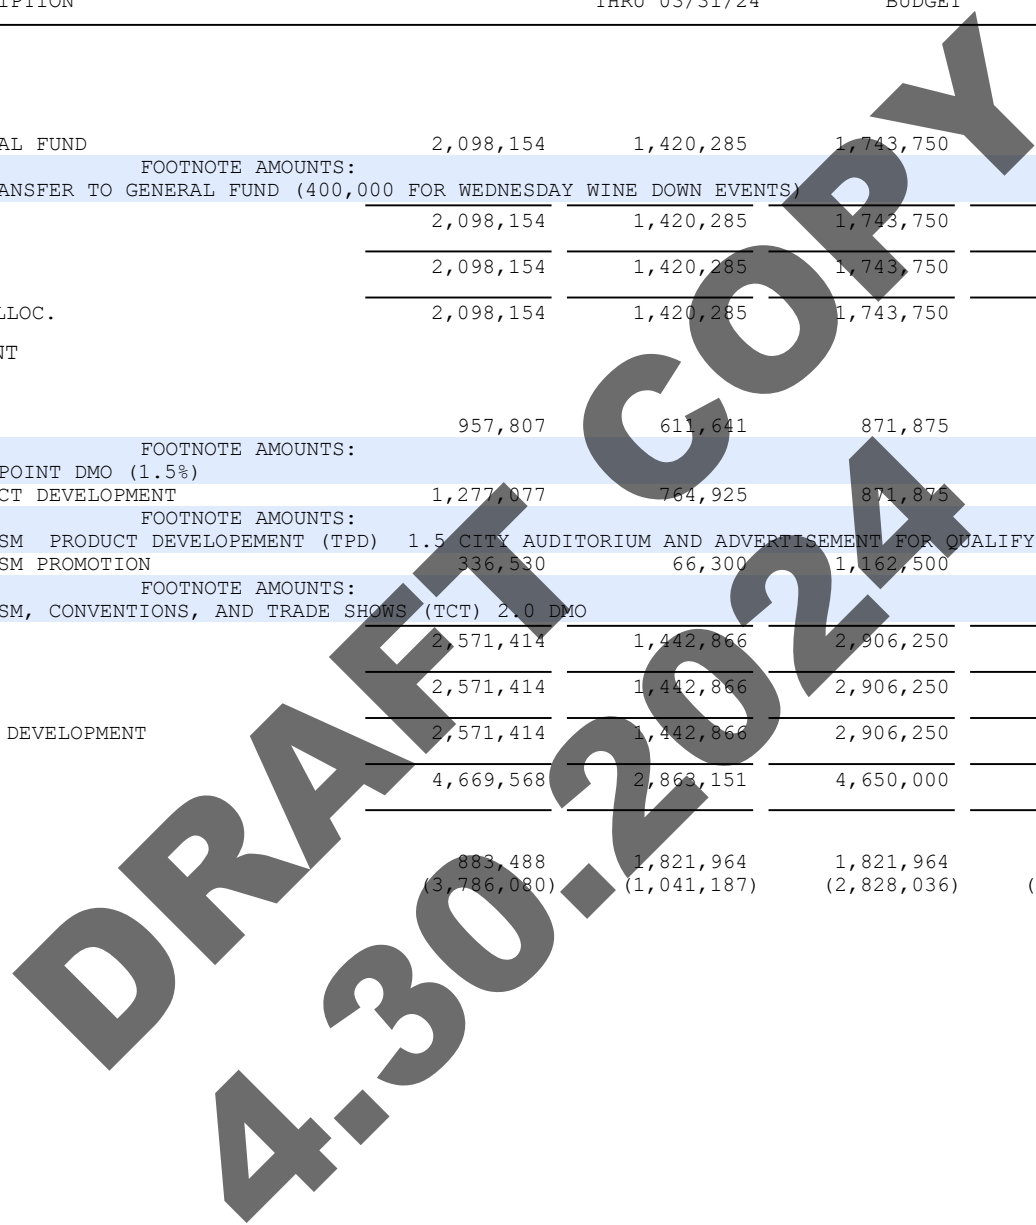 IPTION THRU 03/31/24 BUDGET
AL FUND 2,098,154 1,420,285 1,743,750
FOOTNOTE AMOUNTS:
ANSFER TO GENERAL FUND (400,000 FOR WEDNESDAY WINE DOWN EVENTS)
2,098,154 1,420,285 1,743,750
2,098,154 1,420,285 1,743,750
LLOC. 2,098,154 1,420,285 1,743,750
NT
957,807 611,641 871,875
FOOTNOTE AMOUNTS:
POINT DMO (1.5%)
CT DEVELOPMENT 1,277,077 764,925 871,875
FOOTNOTE AMOUNTS:
SM PRODUCT DEVELOPEMENT (TPD) 1.5 CITY AUDITORIUM AND ADVERTISEMENT FOR QUALIFY
SM PROMOTION 336,530 66,300 1,162,500
FOOTNOTE AMOUNTS:
SM, CONVENTIONS, AND TRADE SHOWS (TCT) 2.0 DMO
2,571,414 1,442,866 2,906,250
2,571,414 1,442,866 2,906,250
DEVELOPMENT 2,571,414 1,442,866 2,906,250
4,669,568 2,863,151 4,650,000
883,488 1,821,964 1,821,964
(3,786,080) (1,041,187) (2,828,036) (
DRAFT COPY
4.30.2024